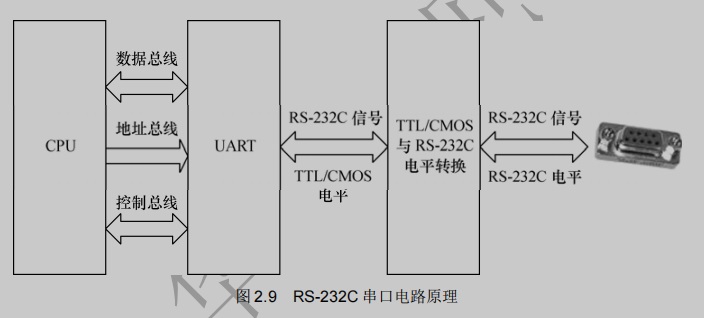 CPU
数据总线
地址总线
控制总线
UART
RS-232C 信号
TTL/CMOS
电平
TTL/CMOS
与 RS-232C
电平转换
RS-232C 信号
RS-232C 电平
图 2.9 RS-232C 串口电路原理